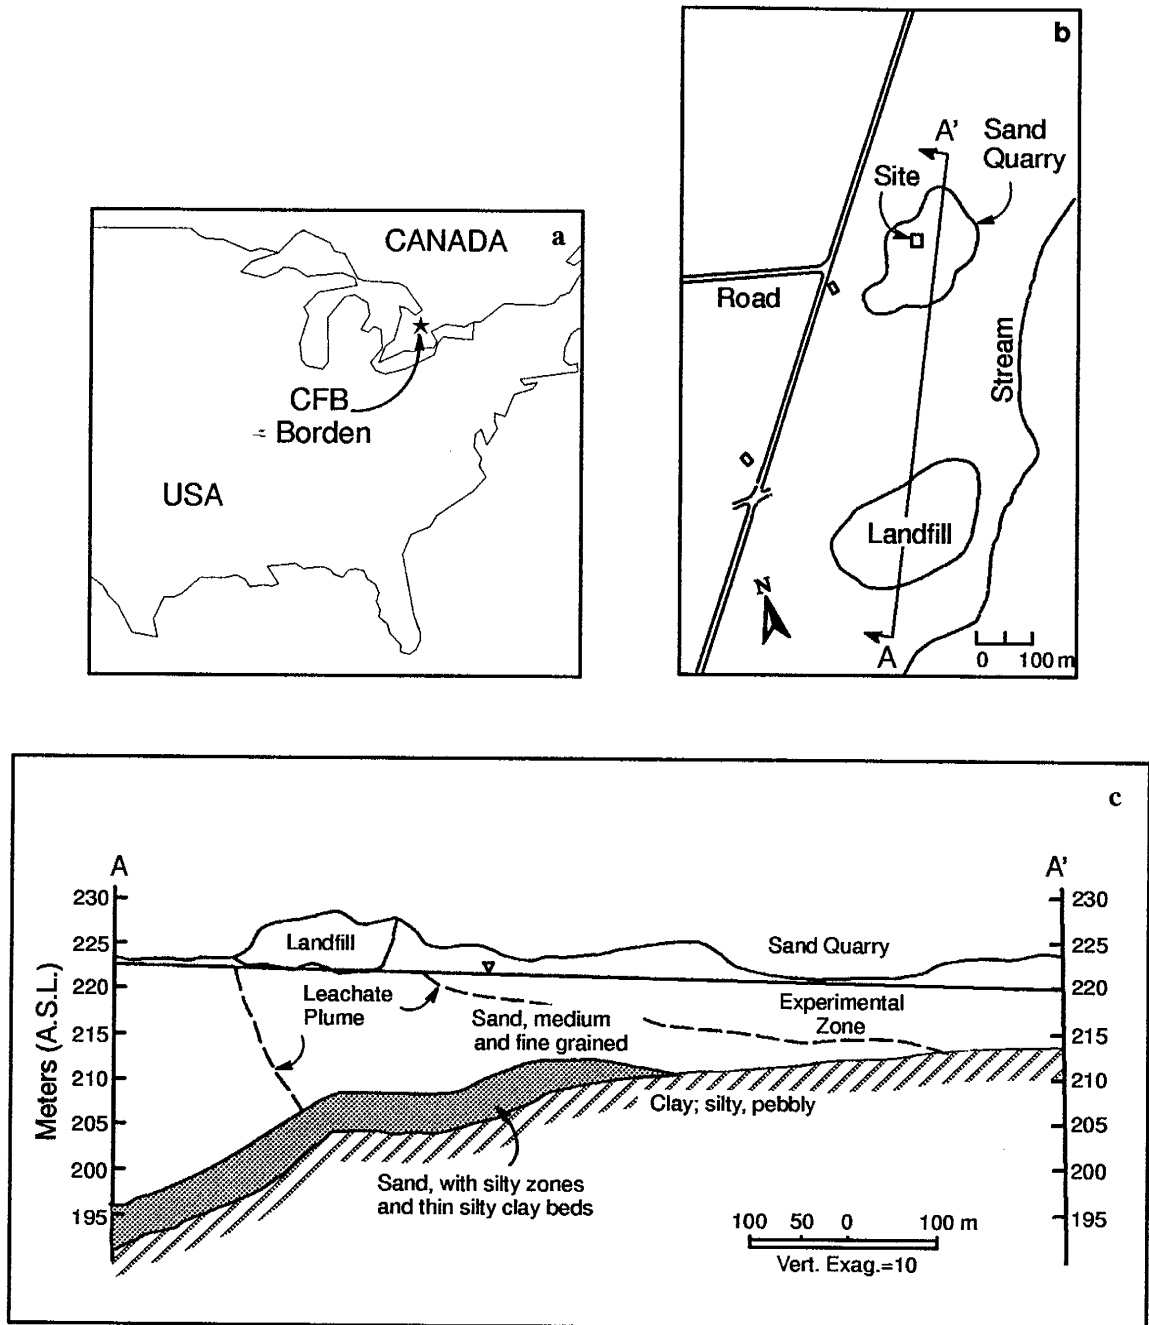 a
CANADA
CFB
Borden
USA
b
A'
Sand
Quarry
Site
Road
Stream
Landfill
N
A
0 100 m
c
A
A'
Meters (A.S.L.)
230
225
220
215
210
205
200
195
230
225
220
215
210
205
200
195
Landfill
Sand Quarry
Leachate
Plume
Experimental
Zone
Sand, medium
and fine grained
Clay; silty, pebbly
Sand, with silty zones
and thin silty clay beds
100 50 0 100 m
Vert. Exag.=10